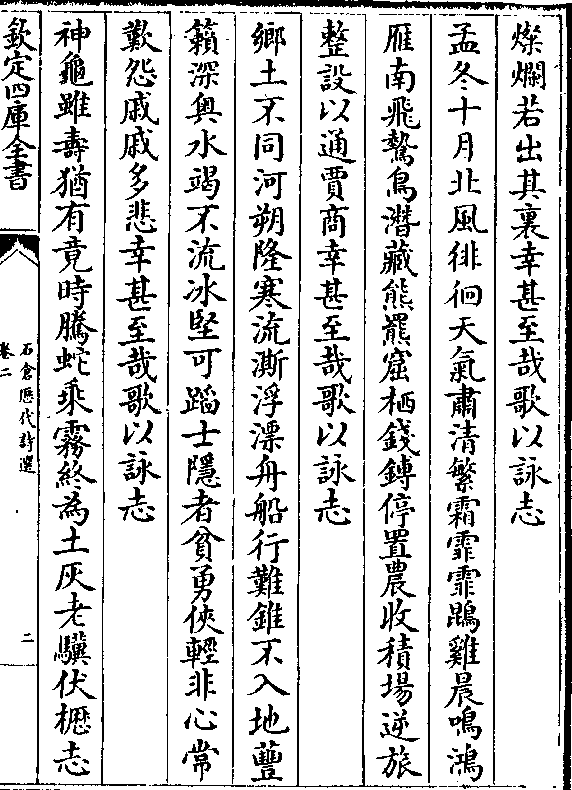 燦爛若出其裏幸甚至哉歌以詠志
孟冬十月北風徘徊天氣肅清繁霜霏霏鵾雞晨鳴鴻
雁南飛鷙鳥潛藏熊羆窟栖錢鎛停置農收積場逆旅
整設以通賈商幸甚至哉歌以詠志
鄉土不同河朔隆寒流澌浮漂舟船行難錐不入地蘴
籟深奥水竭不流冰堅可蹈士隱者貧勇俠輕非心常
歎怨戚戚多悲幸甚至哉歌以詠志
神龜雖壽猶有竟時騰蛇乘霧終為土灰老驥伏櫪志
欽定四庫全書
石倉歷代詩選
卷二
二